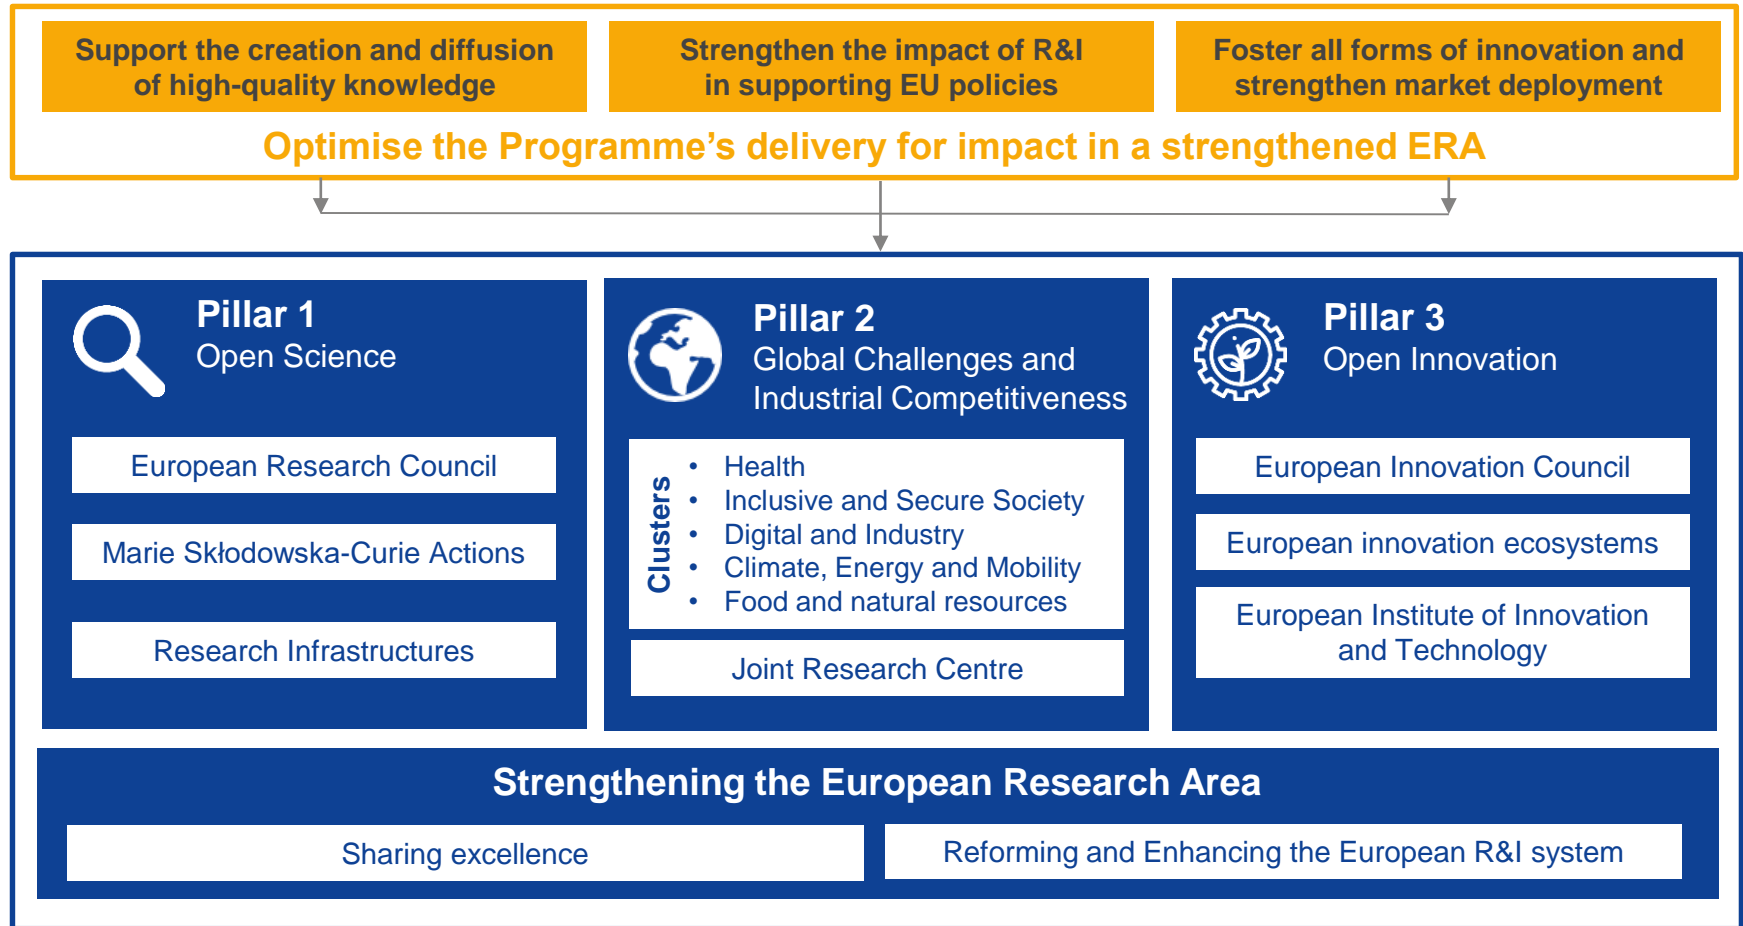 Support the creation and diffusion
of high-quality knowledge
Strengthen the impact of R&I
in supporting EU policies
Foster all forms of innovation and
strengthen market deployment
Optimise the Programme’s delivery for impact in a strengthened ERA
Pillar 1
Open Science
European Research Council
Marie Skłodowska-Curie Actions
Research Infrastructures
Pillar 2
Global Challenges and
Industrial Competitiveness
Clusters
• Health
• Inclusive and Secure Society
• Digital and Industry
• Climate, Energy and Mobility
• Food and natural resources
Joint Research Centre
Pillar 3
Open Innovation
European Innovation Council
European innovation ecosystems
European Institute of Innovation
and Technology
Strengthening the European Research Area
Sharing excellence
Reforming and Enhancing the European R&I system